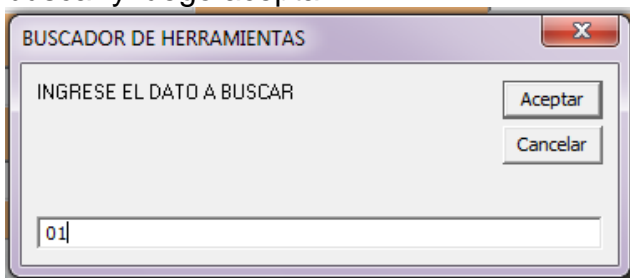 BUSCADOR DE HERRAMIENTAS
INGRESE EL DATO A BUSCAR
Aceptar
Cancelar
01